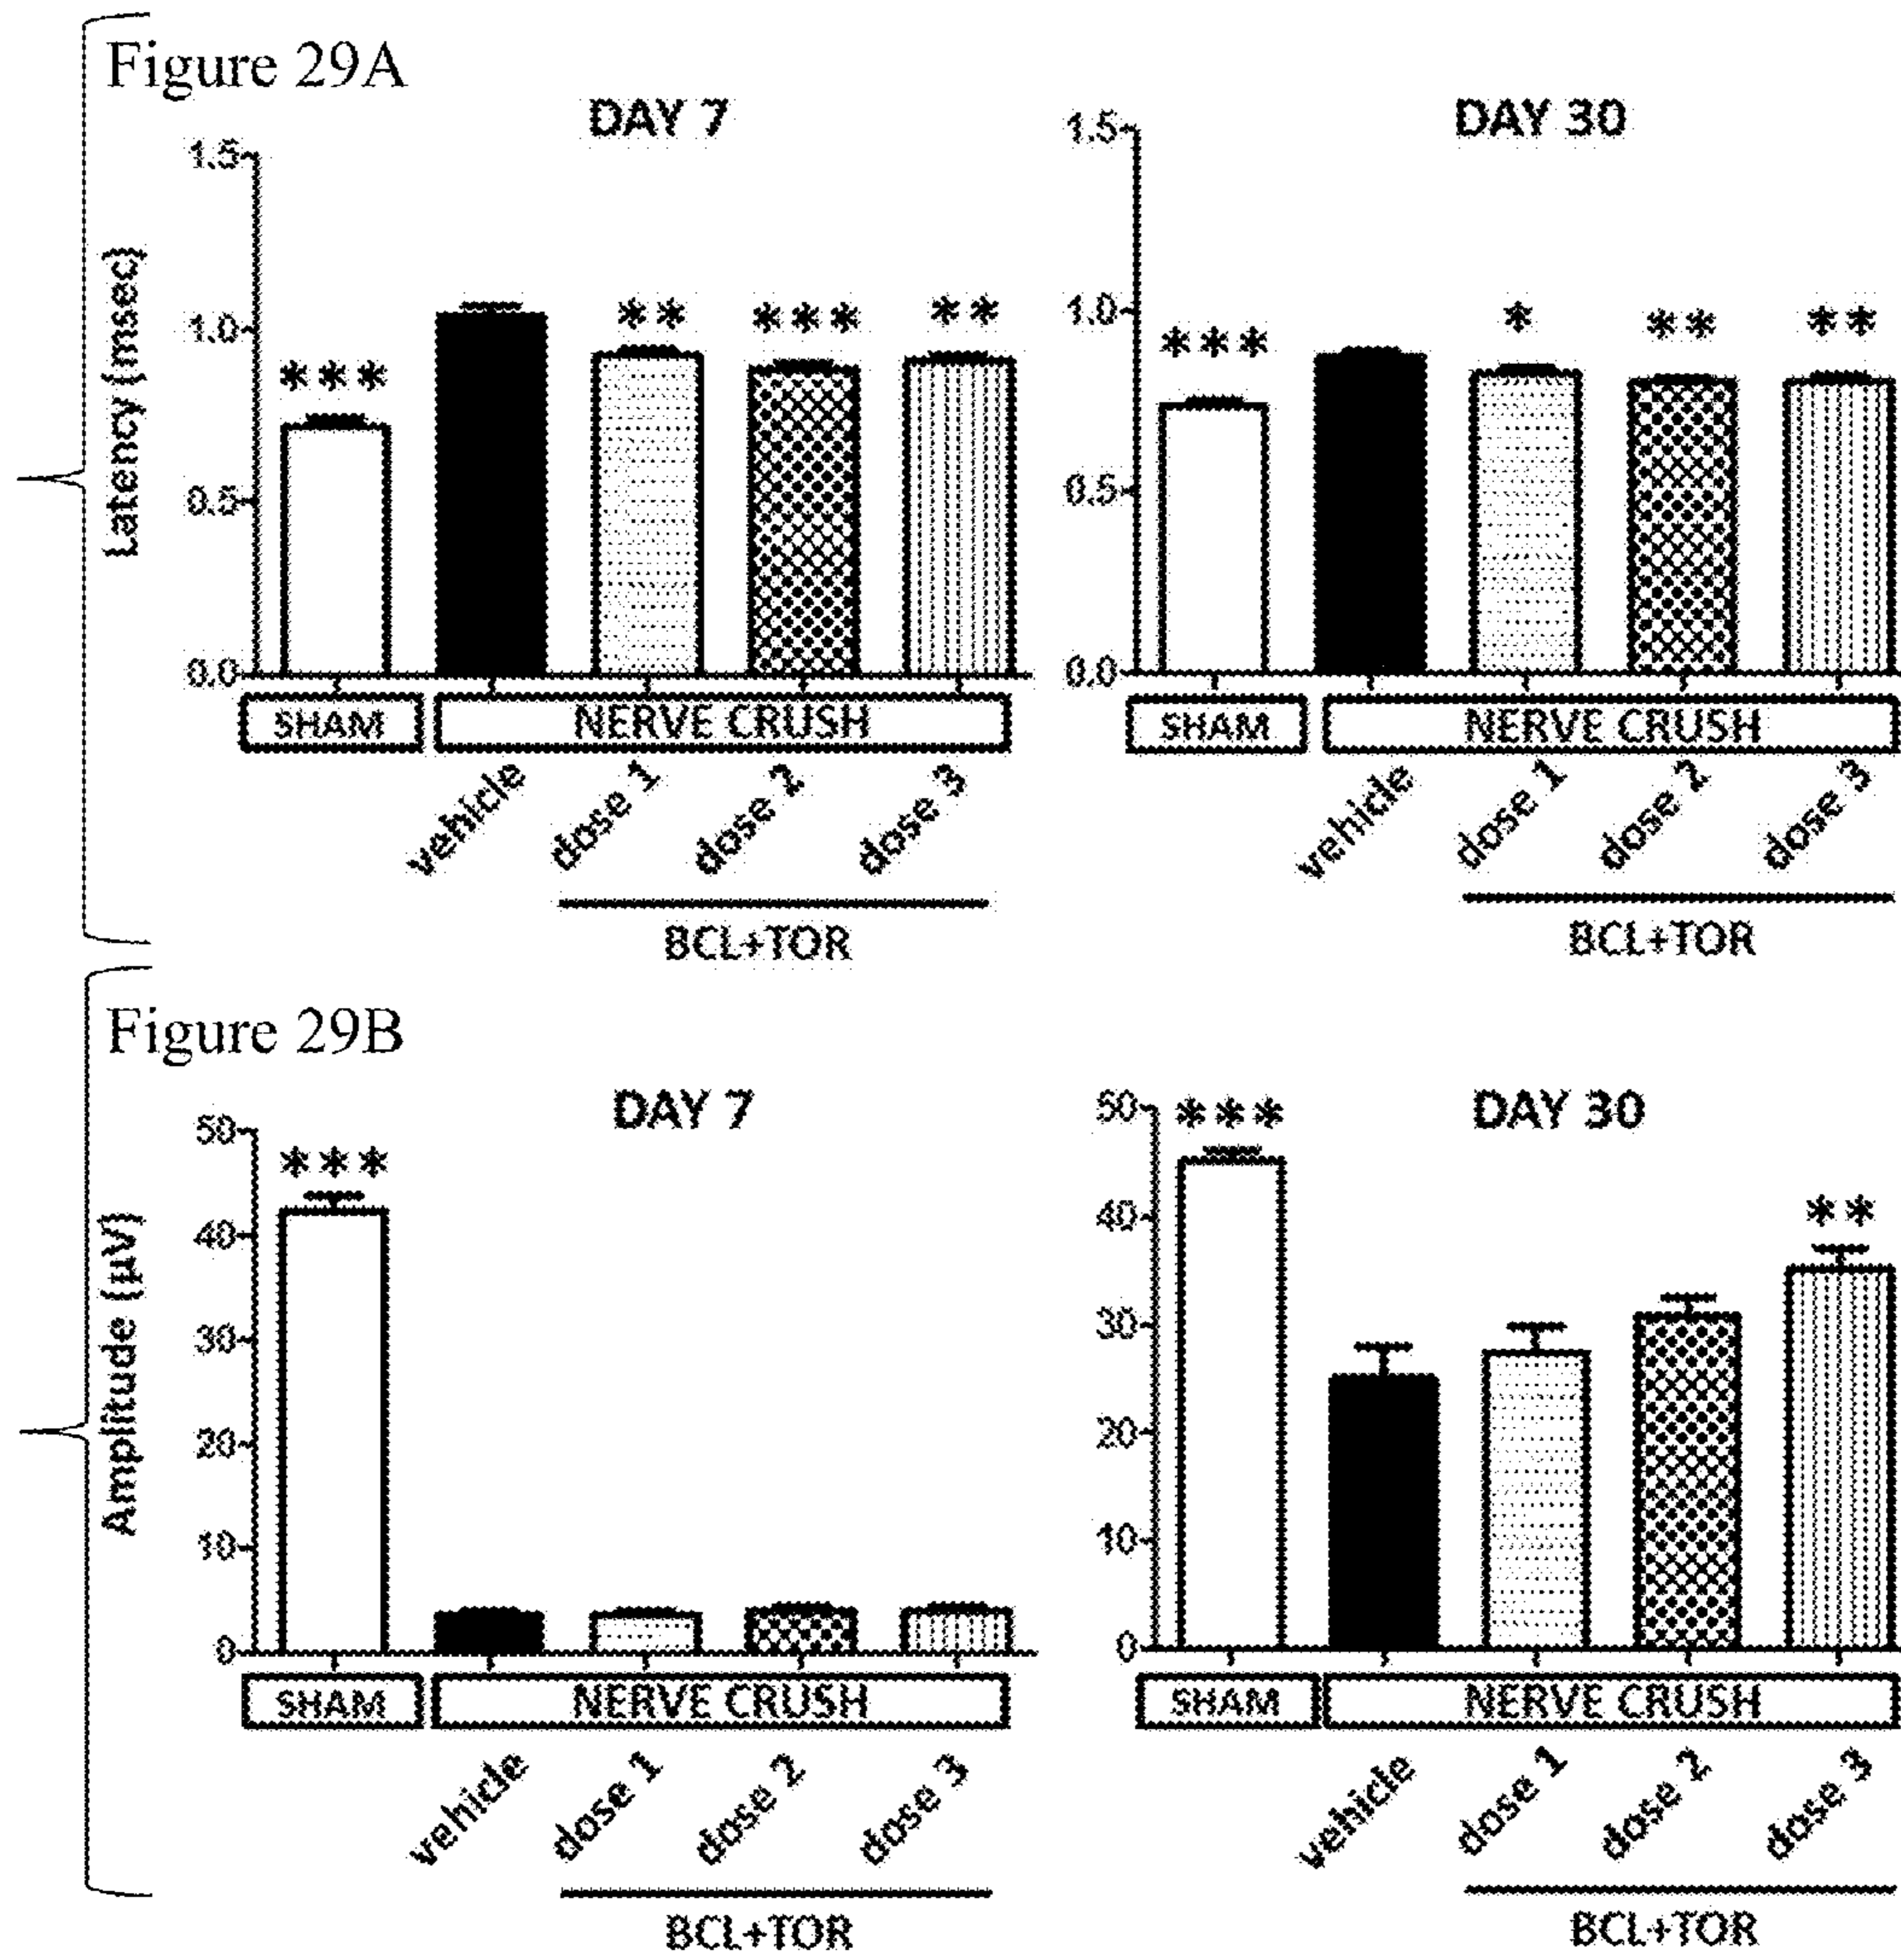 Figure 29A
DAY 7
DAY 30
Latency (msec)
1.5
1.0
0.5
0.0
***
**
***
**
1.5
1.0
0.5
0.0
***
*
**
**
SHAM
NERVE CRUSH
SHAM
NERVE CRUSH
vehicle
dose 1
dose 2
dose 3
vehicle
dose 1
dose 2
dose 3
BCL+TOR
BCL+TOR
Figure 29B
DAY 7
DAY 30
Amplitude (µV)
50
40
30
20
10
0
***
50
40
30
20
10
0
***
**
SHAM
NERVE CRUSH
SHAM
NERVE CRUSH
vehicle
dose 1
dose 2
dose 3
vehicle
dose 1
dose 2
dose 3
BCL+TOR
BCL+TOR